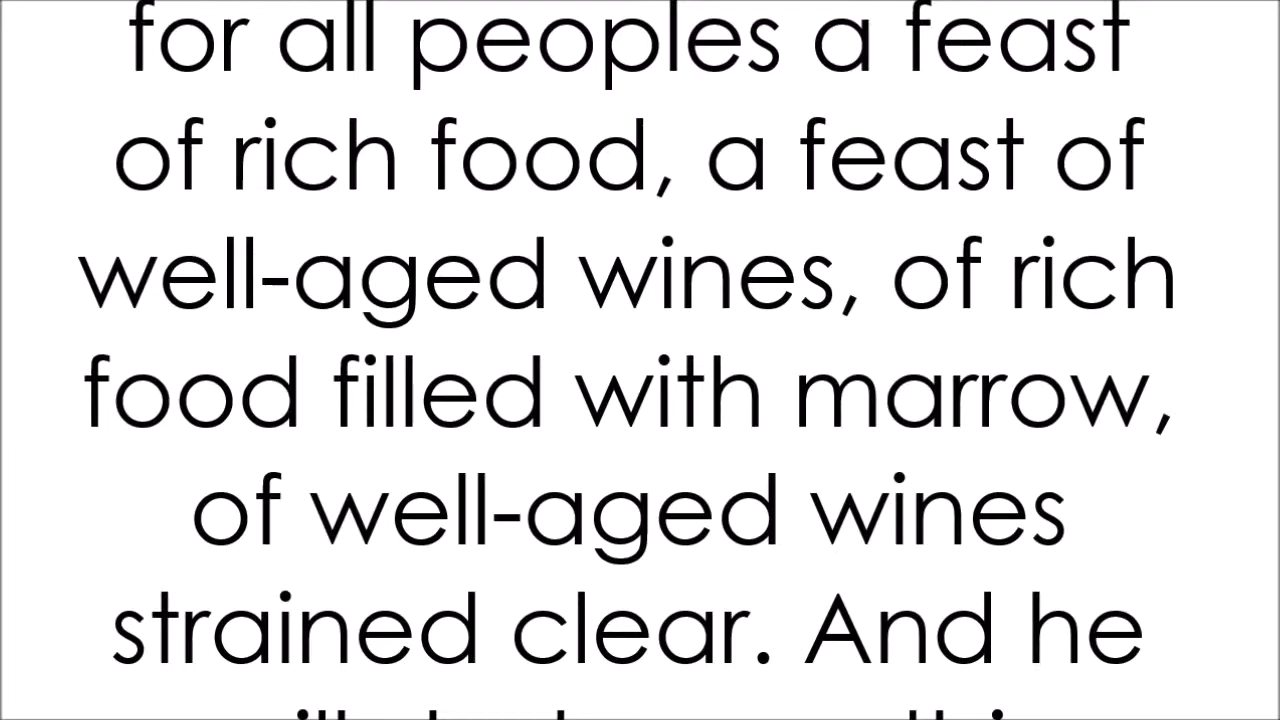 for all peoples a feast
of rich food, a feast of
well-aged wines, of rich
food filled with marrow,
of well-aged wines
strained clear. And he